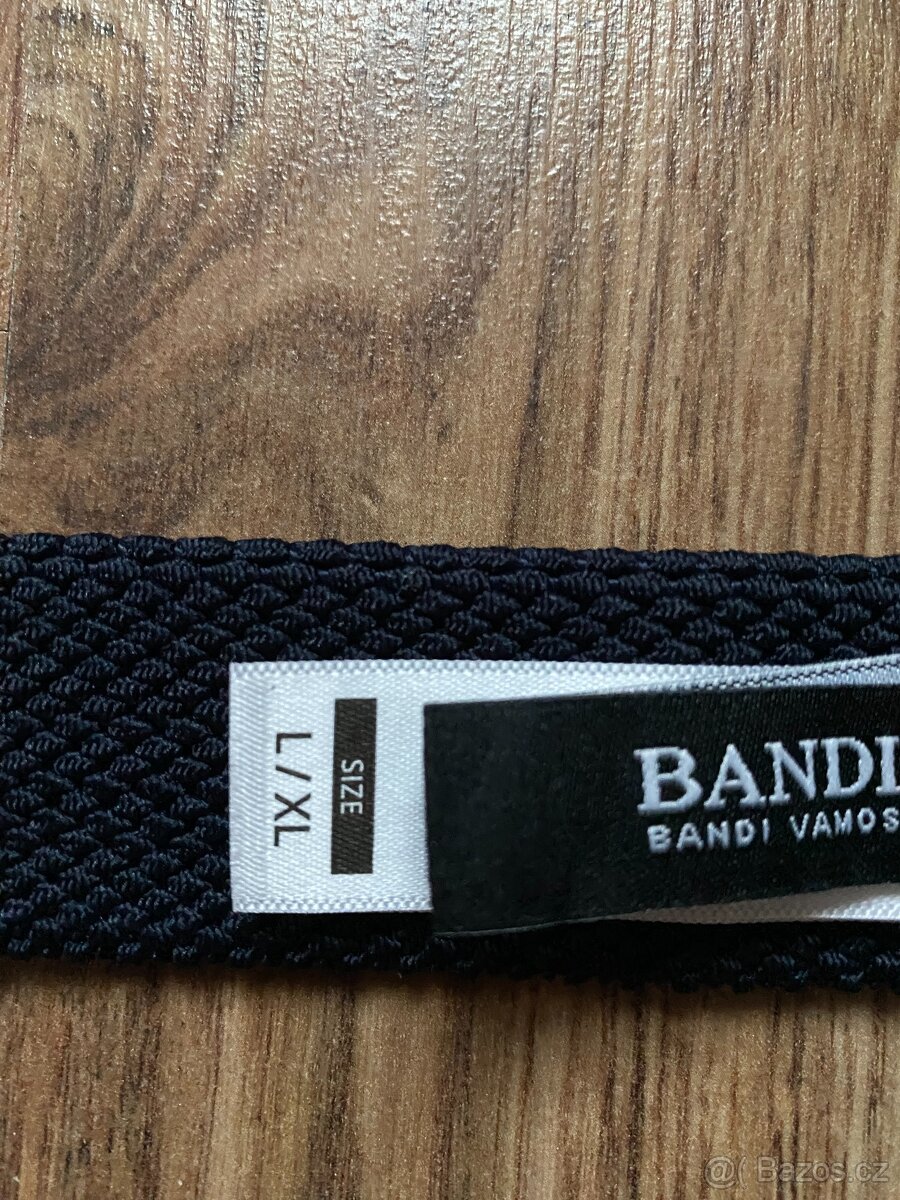 SIZE
L/XL
BANDI
BANDI VAMOS
@( Bazos.cz